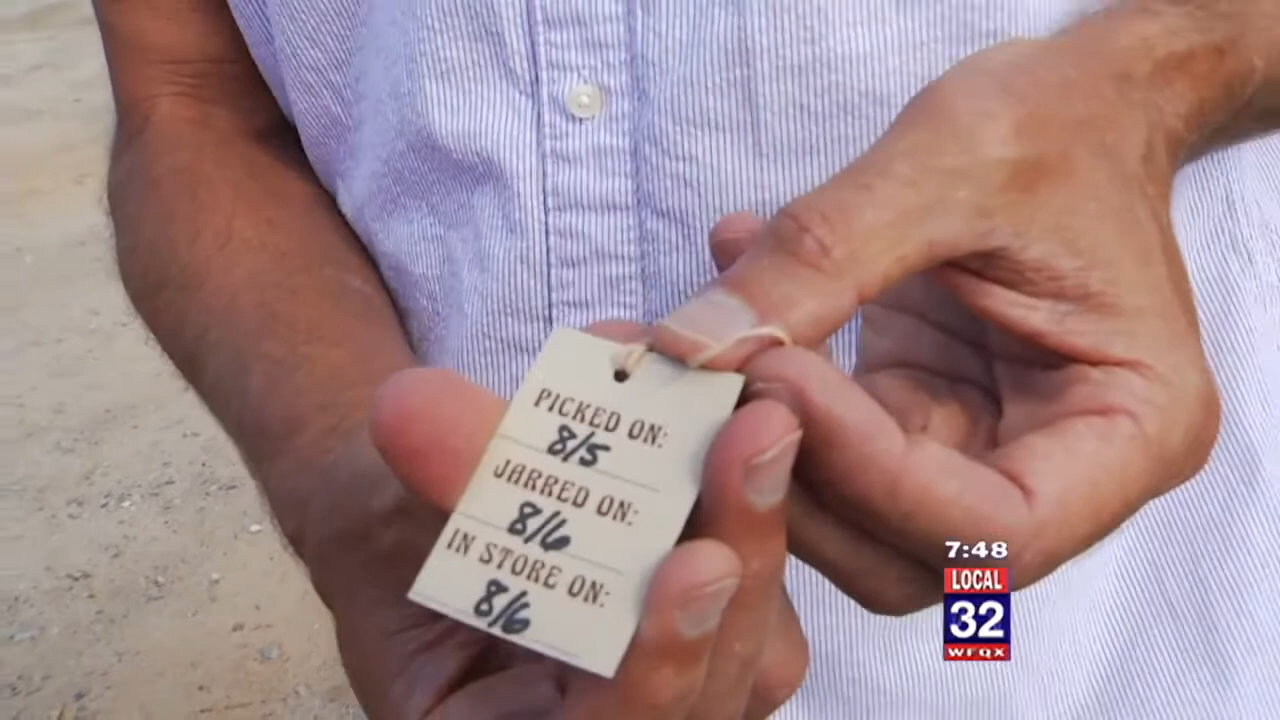 PICKED ON:
8/5
JARRED ON:
8/6
IN STORE ON:
8/6
7:48
LOCAL
32
WFQX